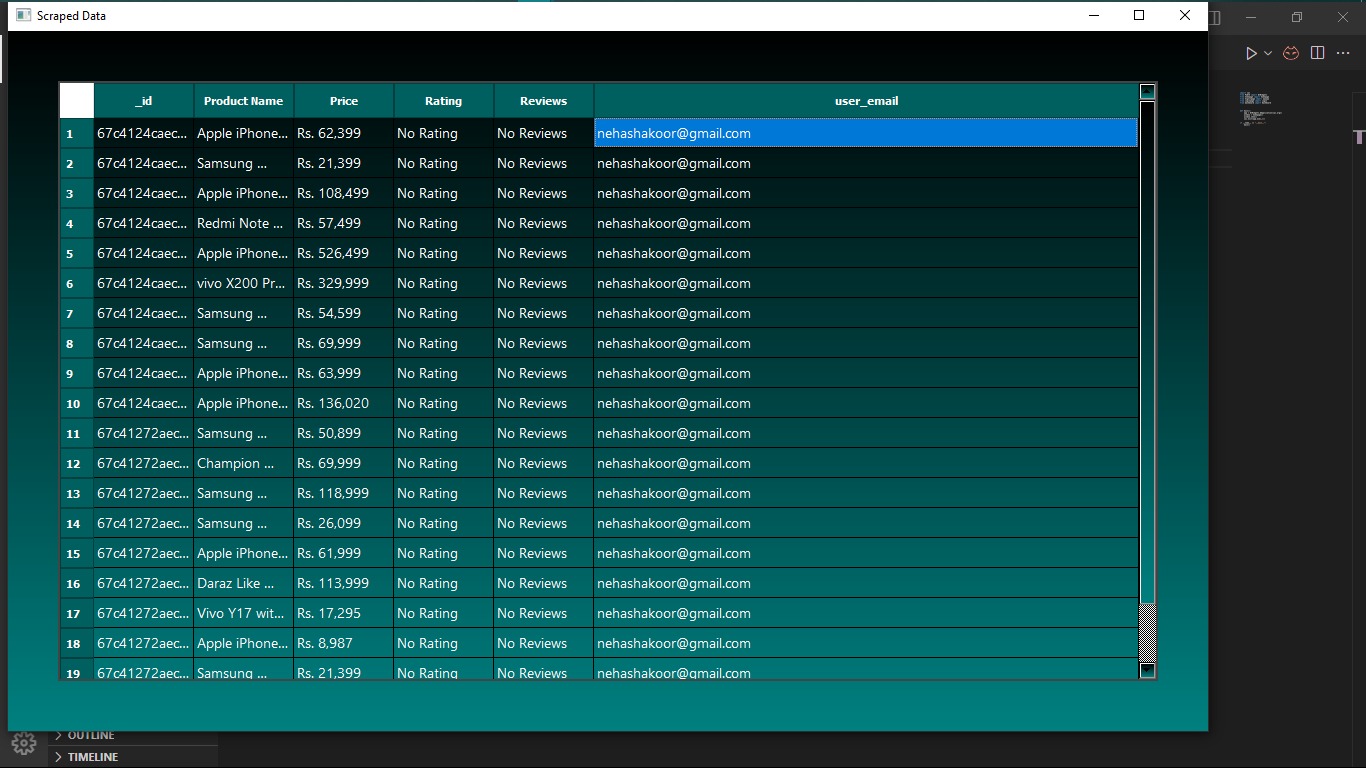 Scraped Data
_id Product Name Price Rating Reviews user_email
1 67c4124caec... Apple iPhone... Rs. 62,399 No Rating No Reviews nehashakoor@gmail.com
2 67c4124caec... Samsung ... Rs. 21,399 No Rating No Reviews nehashakoor@gmail.com
3 67c4124caec... Apple iPhone... Rs. 108,499 No Rating No Reviews nehashakoor@gmail.com
4 67c4124caec... Redmi Note ... Rs. 57,499 No Rating No Reviews nehashakoor@gmail.com
5 67c4124caec... Apple iPhone... Rs. 526,499 No Rating No Reviews nehashakoor@gmail.com
6 67c4124caec... vivo X200 Pr... Rs. 329,999 No Rating No Reviews nehashakoor@gmail.com
7 67c4124caec... Samsung ... Rs. 54,599 No Rating No Reviews nehashakoor@gmail.com
8 67c4124caec... Samsung ... Rs. 69,999 No Rating No Reviews nehashakoor@gmail.com
9 67c4124caec... Apple iPhone... Rs. 63,999 No Rating No Reviews nehashakoor@gmail.com
10 67c4124caec... Apple iPhone... Rs. 136,020 No Rating No Reviews nehashakoor@gmail.com
11 67c41272aec... Samsung ... Rs. 50,899 No Rating No Reviews nehashakoor@gmail.com
12 67c41272aec... Champion ... Rs. 69,999 No Rating No Reviews nehashakoor@gmail.com
13 67c41272aec... Samsung ... Rs. 118,999 No Rating No Reviews nehashakoor@gmail.com
14 67c41272aec... Samsung ... Rs. 26,099 No Rating No Reviews nehashakoor@gmail.com
15 67c41272aec... Apple iPhone... Rs. 61,999 No Rating No Reviews nehashakoor@gmail.com
16 67c41272aec... Daraz Like ... Rs. 113,999 No Rating No Reviews nehashakoor@gmail.com
17 67c41272aec... Vivo Y17 wit... Rs. 17,295 No Rating No Reviews nehashakoor@gmail.com
18 67c41272aec... Apple iPhone... Rs. 8,987 No Rating No Reviews nehashakoor@gmail.com
19 67c41272aec... Samsung ... Rs. 21,399 No Rating No Reviews nehashakoor@gmail.com
OUTLINE
TIMELINE